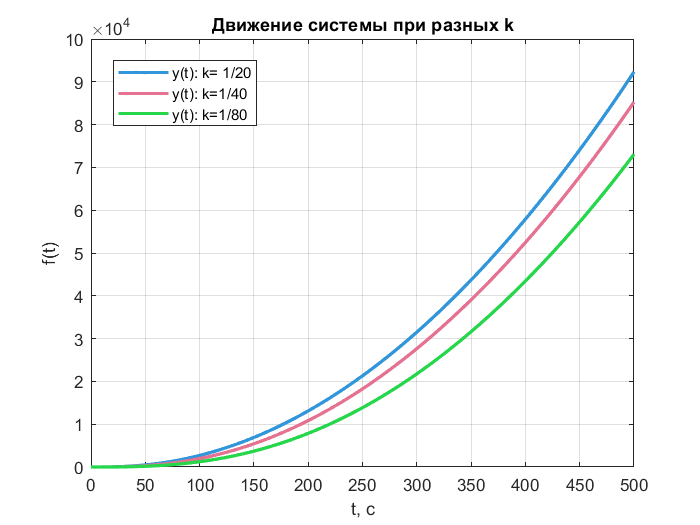 Движение системы при разных k
×10⁴
10
9
8
7
6
5
4
3
2
1
0
f(t)
y(t): k= 1/20
y(t): k=1/40
y(t): k=1/80
0 50 100 150 200 250 300 350 400 450 500
t, c